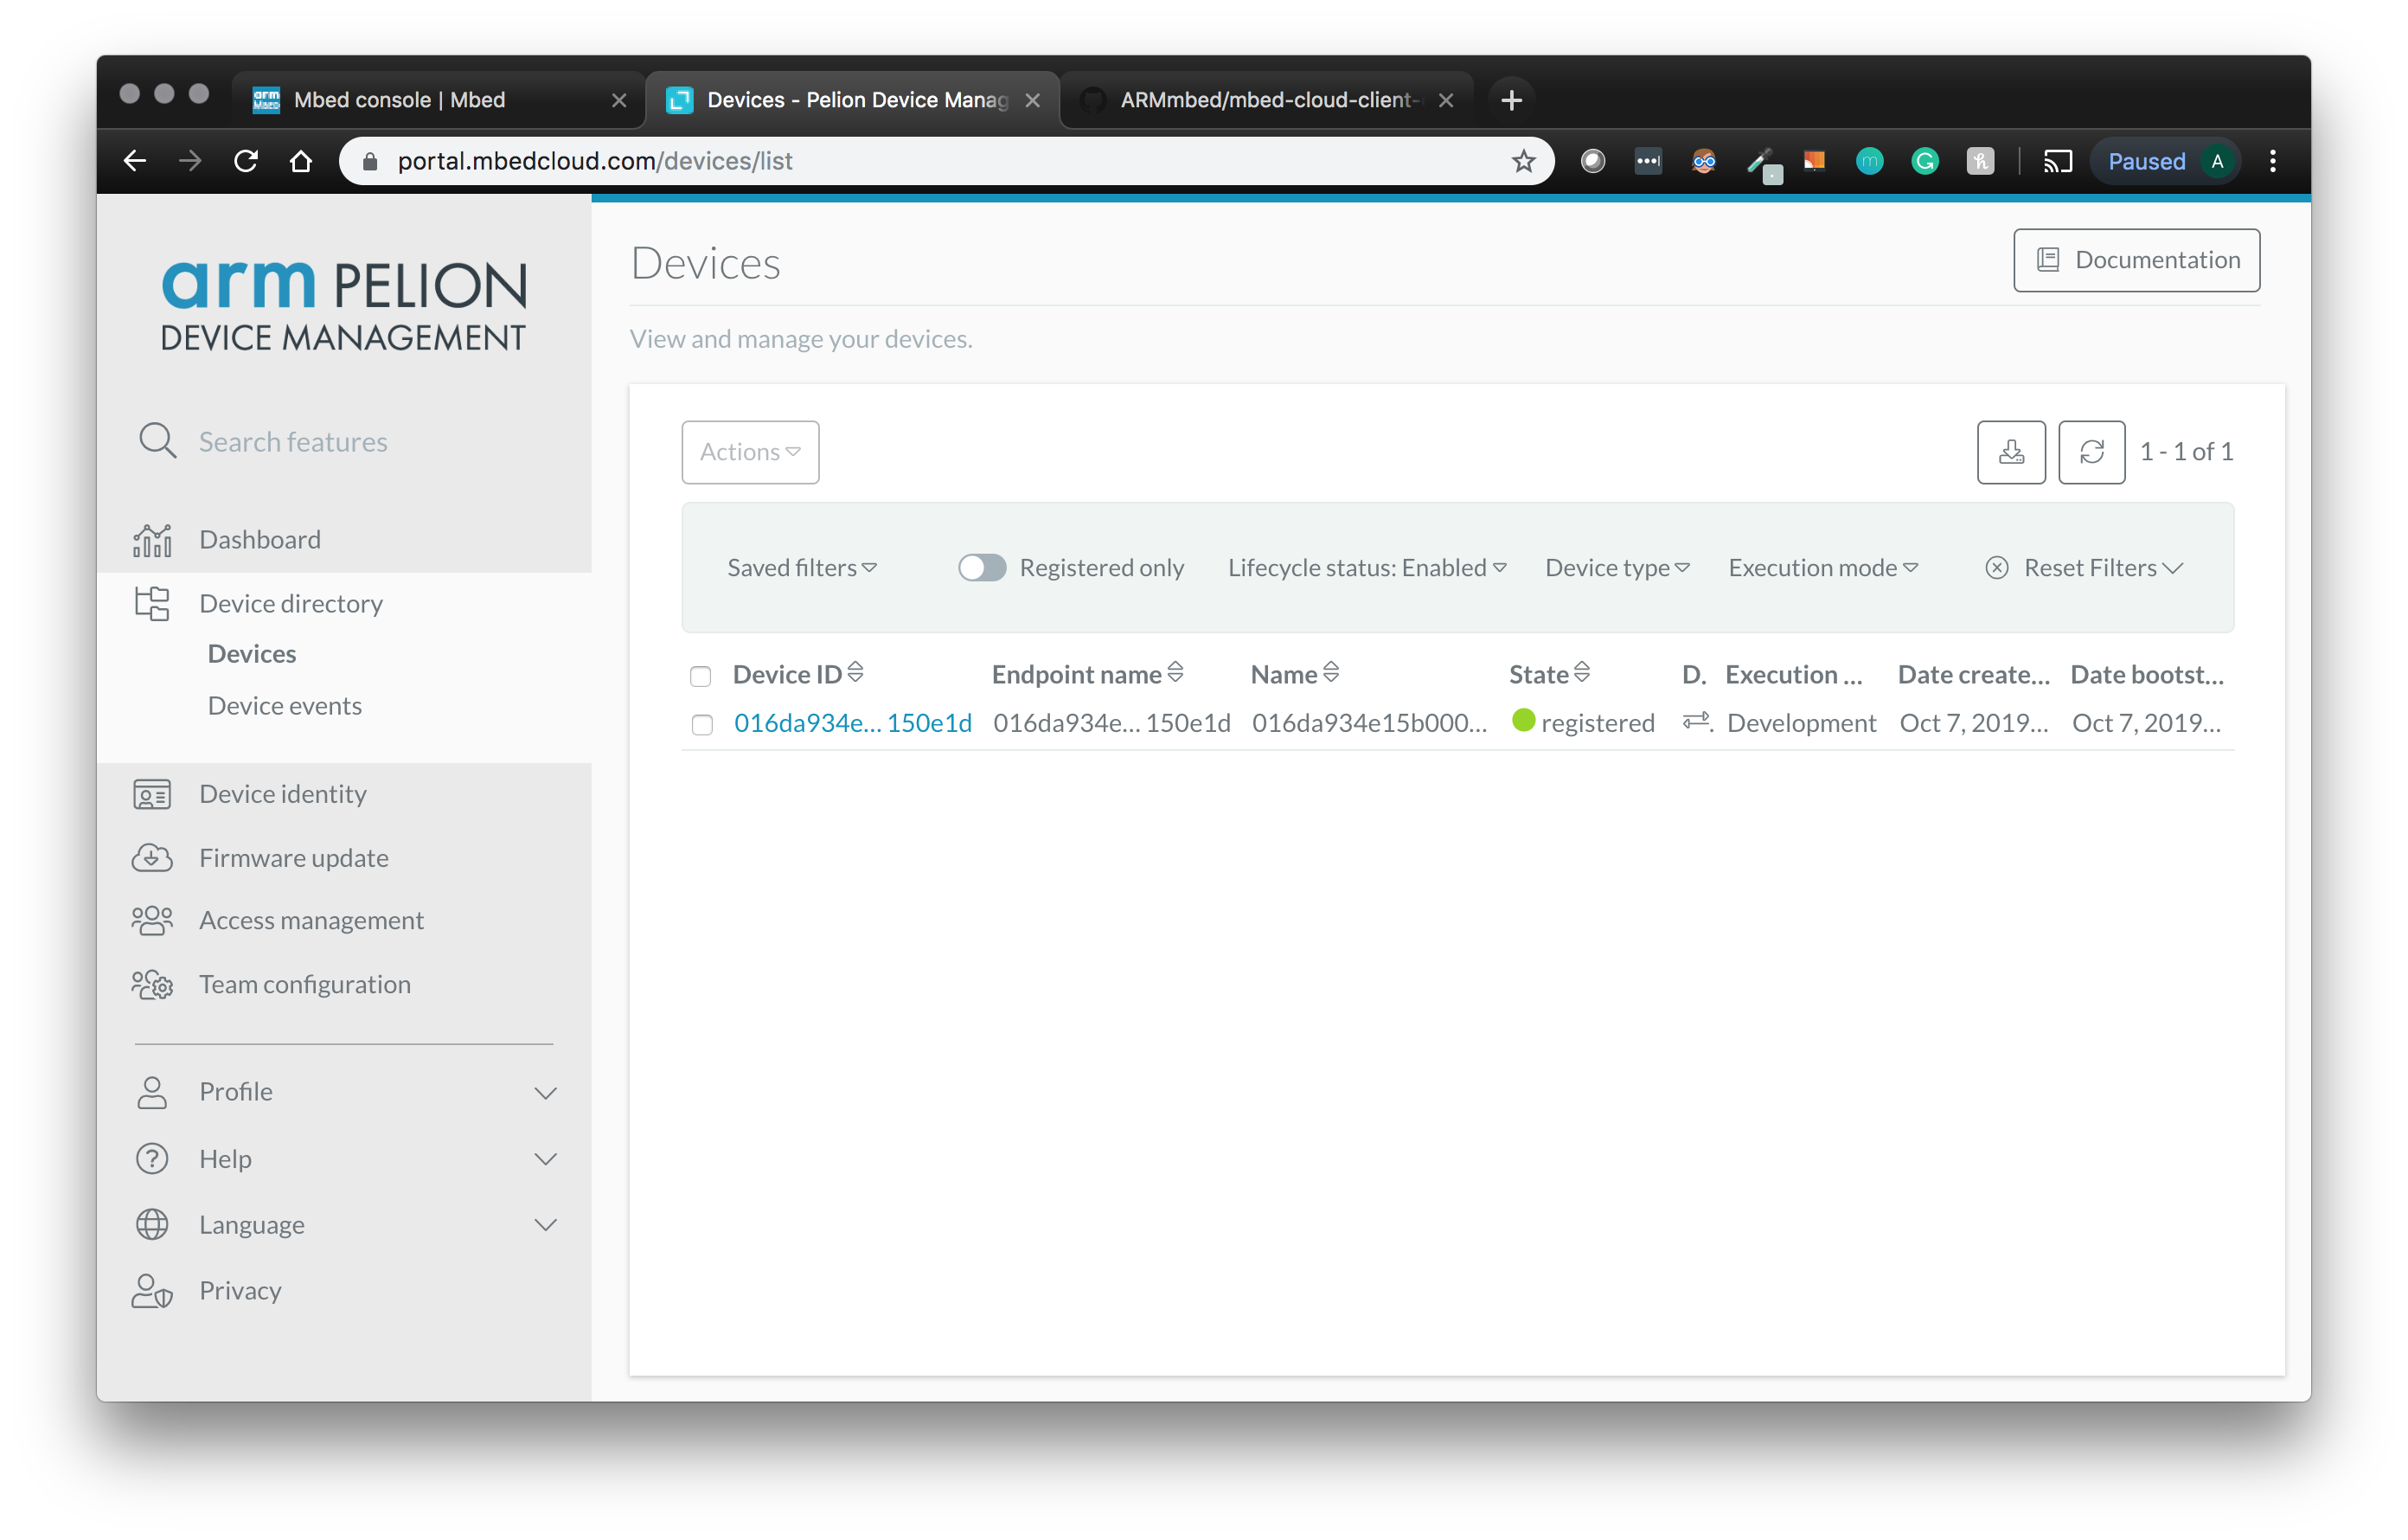 Mbed console | Mbed
Devices - Pelion Device Manag
ARMmbed/mbed-cloud-client-
portal.mbedcloud.com/devices/list
Paused
A
arm PELION
DEVICE MANAGEMENT
Search features
Dashboard
Device directory
Devices
Device events
Device identity
Firmware update
Access management
Team configuration
Profile
Help
Language
Privacy
Devices
Documentation
View and manage your devices.
Actions
1 - 1 of 1
Saved filters
Registered only
Lifecycle status: Enabled
Device type
Execution mode
Reset Filters
Device ID Endpoint name Name State D. Execution ... Date create... Date bootst...
016da934e... 150e1d 016da934e... 150e1d 016da934e15b000... registered Development Oct 7, 2019... Oct 7, 2019...